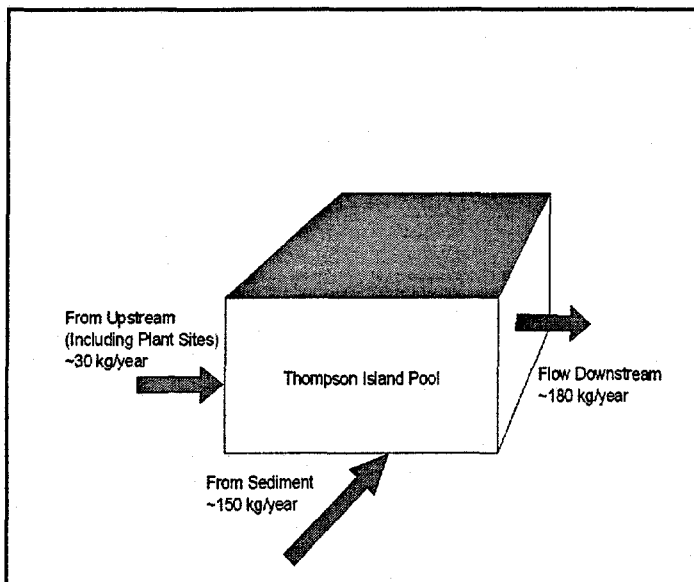 From Upstream
(Including Plant Sites)
~30 kg/year
Thompson Island Pool
Flow Downstream
~180 kg/year
From Sediment
~150 kg/year